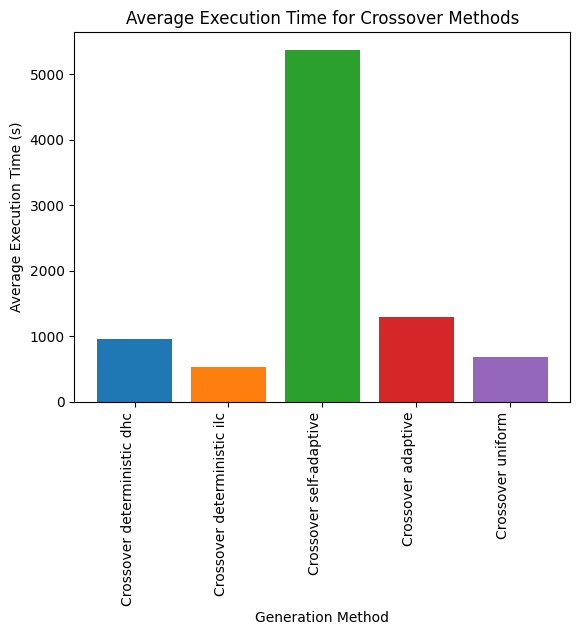 Average Execution Time for Crossover Methods
Average Execution Time (s)
5000
4000
3000
2000
1000
0
Crossover deterministic dhc
Crossover deterministic ilc
Crossover self-adaptive
Crossover adaptive
Crossover uniform
Generation Method